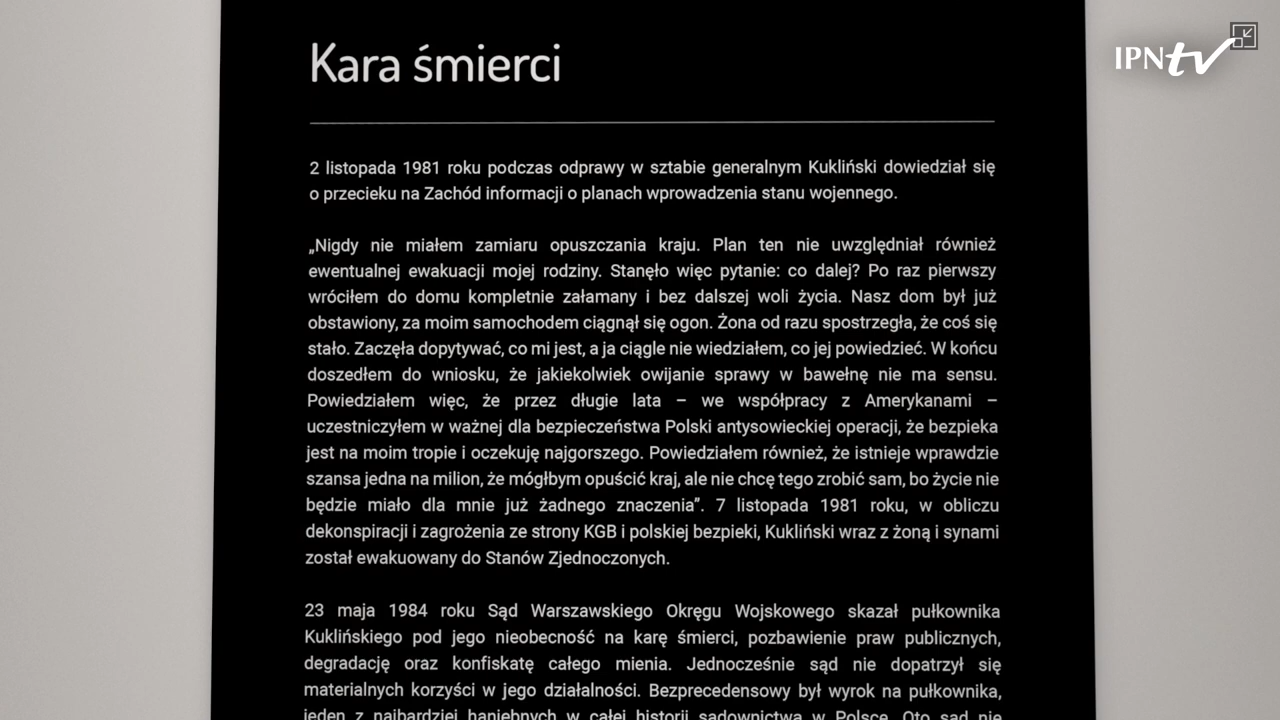 IPNtv
Kara śmierci
2 listopada 1981 roku podczas odprawy w sztabie generalnym Kukliński dowiedział się
o przecieku na Zachód informacji o planach wprowadzenia stanu wojennego.
„Nigdy nie miałem zamiaru opuszczania kraju. Plan ten nie uwzględniał również
ewentualnej ewakuacji mojej rodziny. Stanęło więc pytanie: co dalej? Po raz pierwszy
wróciłem do domu kompletnie załamany i bez dalszej woli życia. Nasz dom był już
obstawiony, za moim samochodem ciągnął się ogon. Żona od razu spostrzegła, że coś się
stało. Zaczęła dopytywać, co mi jest, a ja ciągle nie wiedziałem, co jej powiedzieć. W końcu
doszedłem do wniosku, że jakiekolwiek owijanie sprawy w bawełnę nie ma sensu.
Powiedziałem więc, że przez długie lata – we współpracy z Amerykanami –
uczestniczyłem w ważnej dla bezpieczeństwa Polski antysowieckiej operacji, że bezpieka
jest na moim tropie i oczekuję najgorszego. Powiedziałem również, że istnieje wprawdzie
szansa jedna na milion, że mógłbym opuścić kraj, ale nie chcę tego zrobić sam, bo życie nie
będzie miało dla mnie już żadnego znaczenia”. 7 listopada 1981 roku, w obliczu
dekonspiracji i zagrożenia ze strony KGB i polskiej bezpieki, Kukliński wraz z żoną i synami
został ewakuowany do Stanów Zjednoczonych.
23 maja 1984 roku Sąd Warszawskiego Okręgu Wojskowego skazał pułkownika
Kuklińskiego pod jego nieobecność na karę śmierci, pozbawienie praw publicznych,
degradację oraz konfiskatę całego mienia. Jednocześnie sąd nie dopatrzył się
materialnych korzyści w jego działalności. Bezprecedensowy był wyrok na pułkownika,
jeden z najbardziej haniebnych w całej historii sądownictwa w Polsce. Oto sąd nie